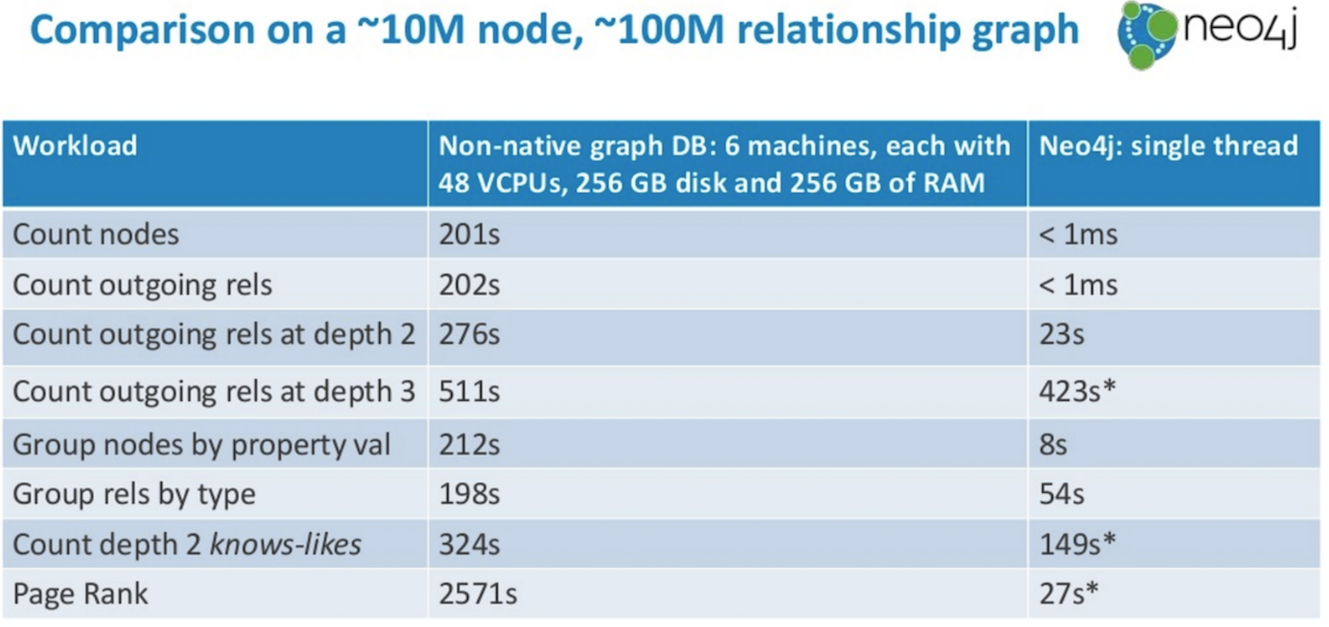 Comparison on a ~10M node, ~100M relationship graph
neo4j
Workload
Non-native graph DB: 6 machines, each with
48 VCPUs, 256 GB disk and 256 GB of RAM
Neo4j: single thread
Count nodes 201s < 1ms
Count outgoing rels 202s < 1ms
Count outgoing rels at depth 2 276s 23s
Count outgoing rels at depth 3 511s 423s*
Group nodes by property val 212s 8s
Group rels by type 198s 54s
Count depth 2 knows-likes 324s 149s*
Page Rank 2571s 27s*